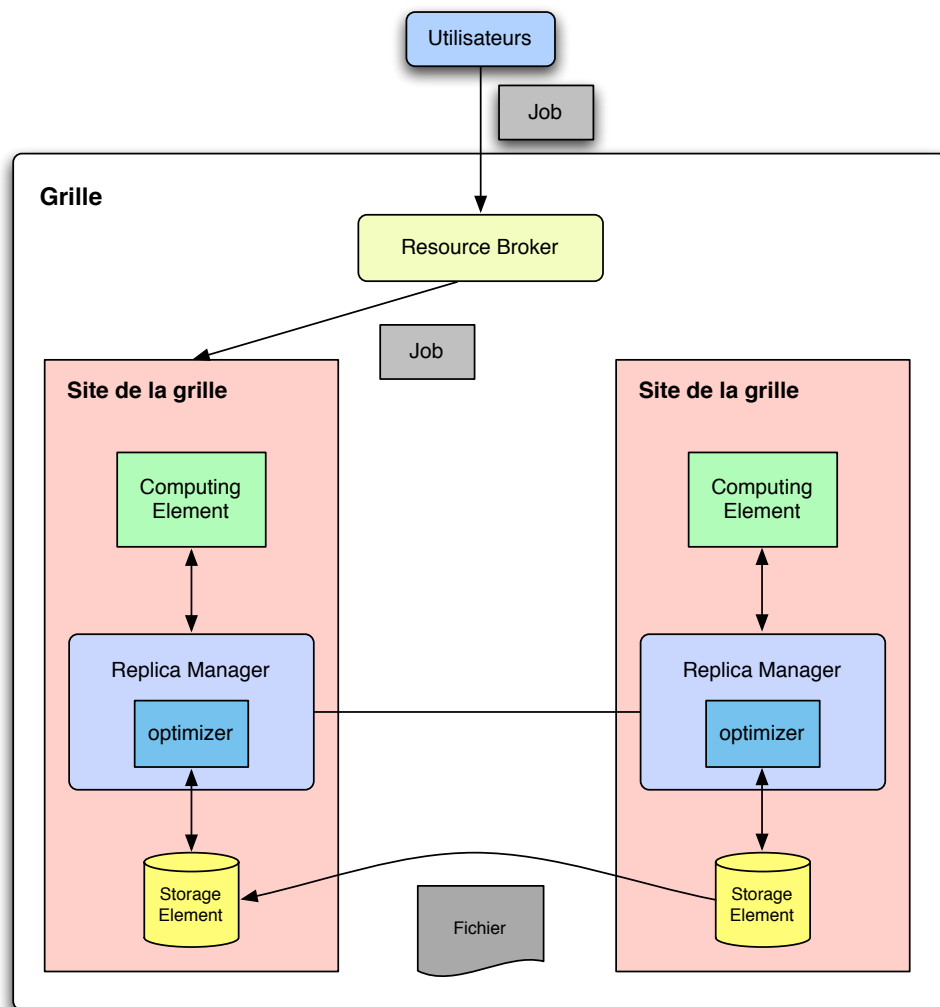 Utilisateurs
Job
Grille
Resource Broker
Job
Site de la grille
Computing
Element
Replica Manager
optimizer
Storage
Element
Site de la grille
Computing
Element
Replica Manager
optimizer
Storage
Element
Fichier